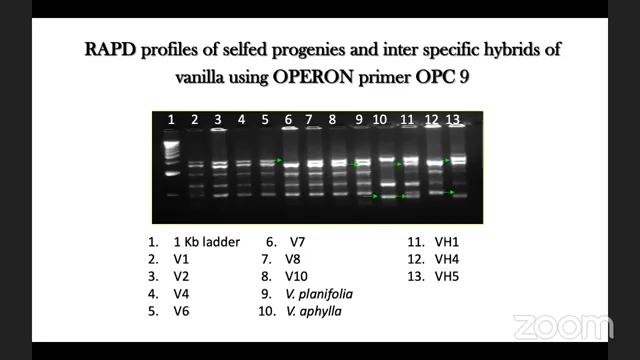 RAPD profiles of selfed progenies and inter specific hybrids of
vanilla using OPERON primer OPC 9
1 2 3 4 5 6 7 8 9 10 11 12 13
1. 1 Kb ladder
2. V1
3. V2
4. V4
5. V6
6. V7
7. V8
8. V10
9. V. planifolia
10. V. aphylla
11. VH1
12. VH4
13. VH5
zoom